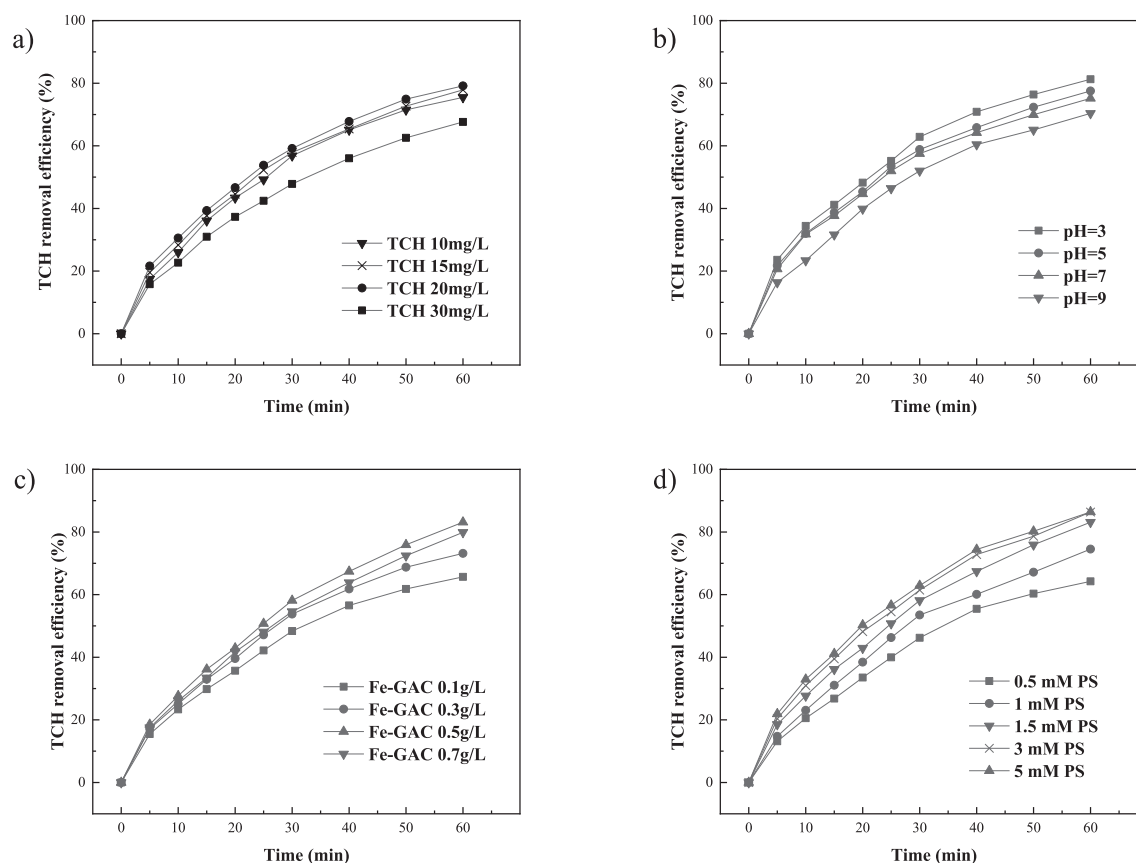 a)
TCH removal efficiency (%)
100
80
60
40
20
0
0 10 20 30 40 50 60
Time (min)
TCH 10mg/L
TCH 15mg/L
TCH 20mg/L
TCH 30mg/L
b)
TCH removal efficiency (%)
100
80
60
40
20
0
0 10 20 30 40 50 60
Time (min)
pH=3
pH=5
pH=7
pH=9
c)
TCH removal efficiency (%)
100
80
60
40
20
0
0 10 20 30 40 50 60
Time (min)
Fe-GAC 0.1g/L
Fe-GAC 0.3g/L
Fe-GAC 0.5g/L
Fe-GAC 0.7g/L
d)
TCH removal efficiency (%)
100
80
60
40
20
0
0 10 20 30 40 50 60
Time (min)
0.5 mM PS
1 mM PS
1.5 mM PS
3 mM PS
5 mM PS